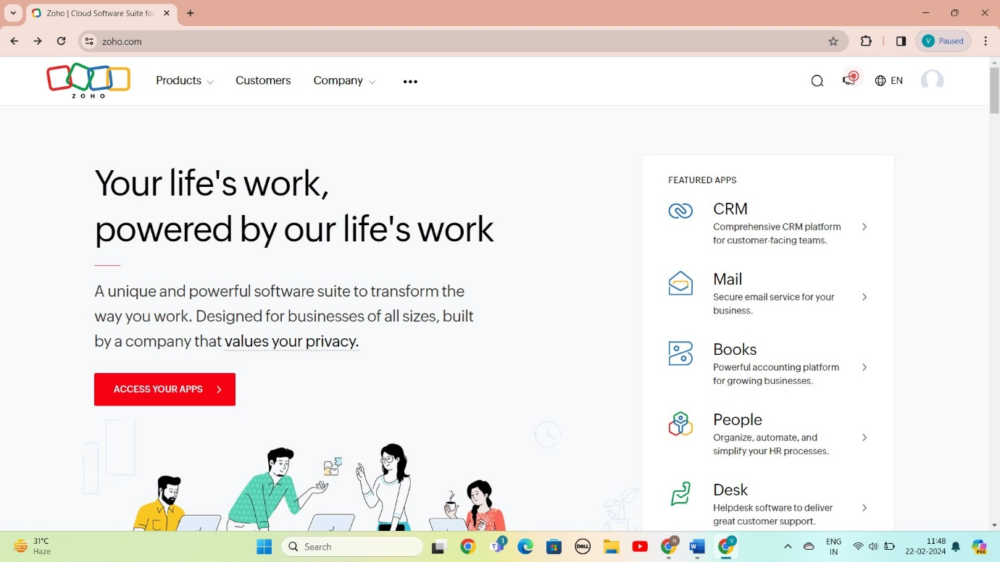 Zoho | Cloud Software Suite for
zoho.com
V Paused
ZOHO
Products
Customers
Company
EN
Your life's work,
powered by our life's work
A unique and powerful software suite to transform the
way you work. Designed for businesses of all sizes, built
by a company that values your privacy.
ACCESS YOUR APPS
FEATURED APPS
CRM
Comprehensive CRM platform
for customer-facing teams.
Mail
Secure email service for your
business.
Books
Powerful accounting platform
for growing businesses.
People
Organize, automate, and
simplify your HR processes.
Desk
Helpdesk software to deliver
great customer support.
31°C
Haze
Search
1
DELL
N
W
V
ENG
IN
11:48
22-02-2024
PRE